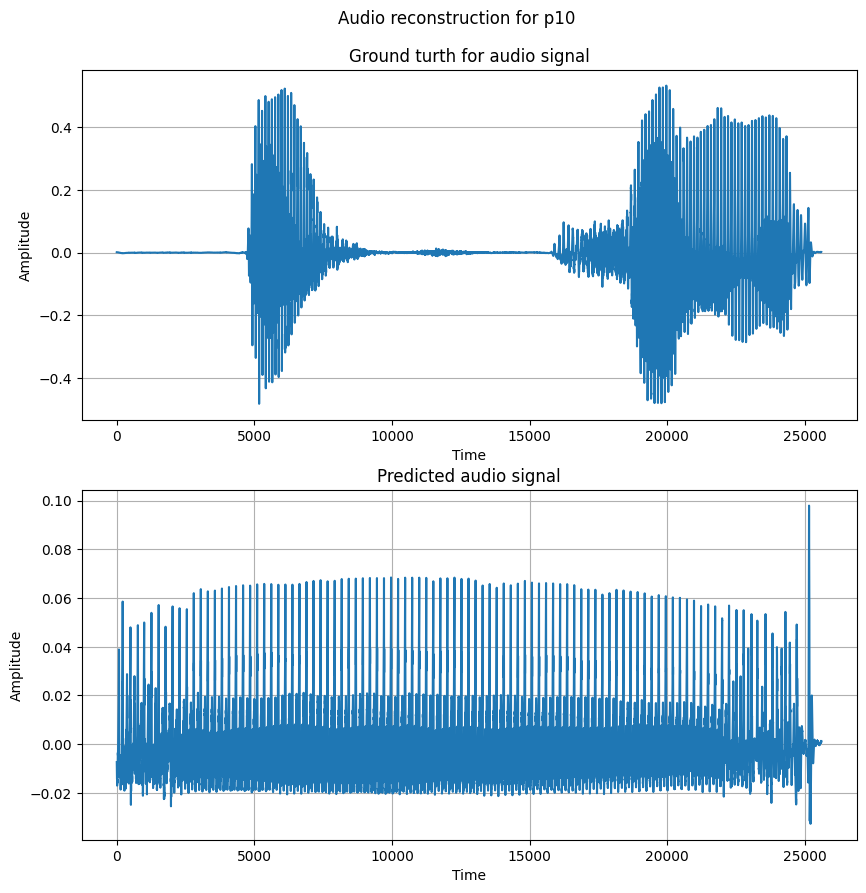 Audio reconstruction for p10
Ground turth for audio signal
Amplitude
0.4
0.2
0.0
−0.2
−0.4
0 5000 10000 15000 20000 25000
Time
Predicted audio signal
Amplitude
0.10
0.08
0.06
0.04
0.02
0.00
−0.02
0 5000 10000 15000 20000 25000
Time